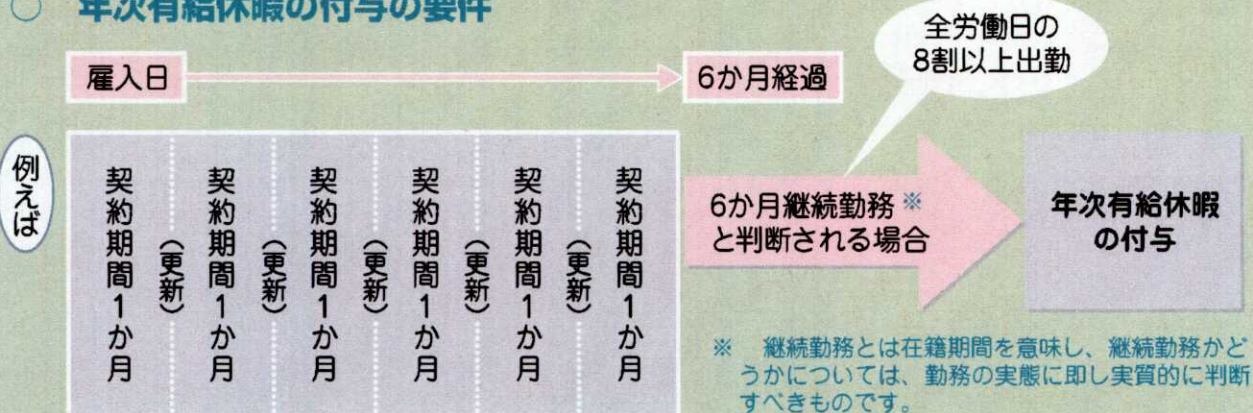 ○ 年次有給休暇の付与の要件
全労働日の
8割以上出勤
雇入日
6か月経過
例えば
契約期間1か月
(更新)
契約期間1か月
(更新)
契約期間1か月
(更新)
契約期間1か月
(更新)
契約期間1か月
(更新)
契約期間1か月
6か月継続勤務※
と判断される場合
年次有給休暇
の付与
※ 継続勤務とは在籍期間を意味し、継続勤務かど
うかについては、勤務の実態に即し実質的に判断
すべきものです。